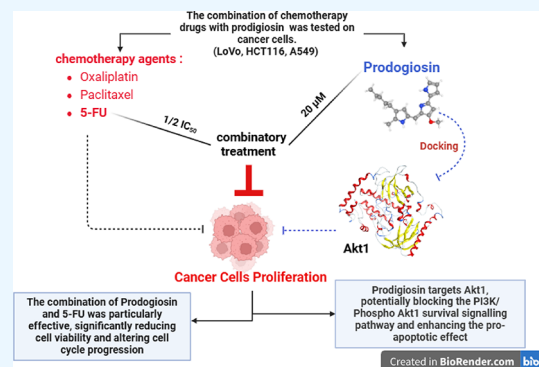 The combination of chemotherapy
drugs with prodigiosin was tested on
cancer cells.
(LoVo, HCT116, A549)
chemotherapy agents :
• Oxaliplatin
• Paclitaxel
• 5-FU
Prodigiosin
1/2 IC₅₀
20 µM
combinatory
treatment
Docking
Akt1
Cancer Cells Proliferation
The combination of Prodogiosin
and 5-FU was particularly
effective, significantly reducing
cell viability and altering cell
cycle progression
Prodigiosin targets Akt1,
potentially blocking the PI3K/
Phospho Akt1 survival signalling
pathway and enhancing the pro-
apoptotic effect
Created in BioRender.com bio